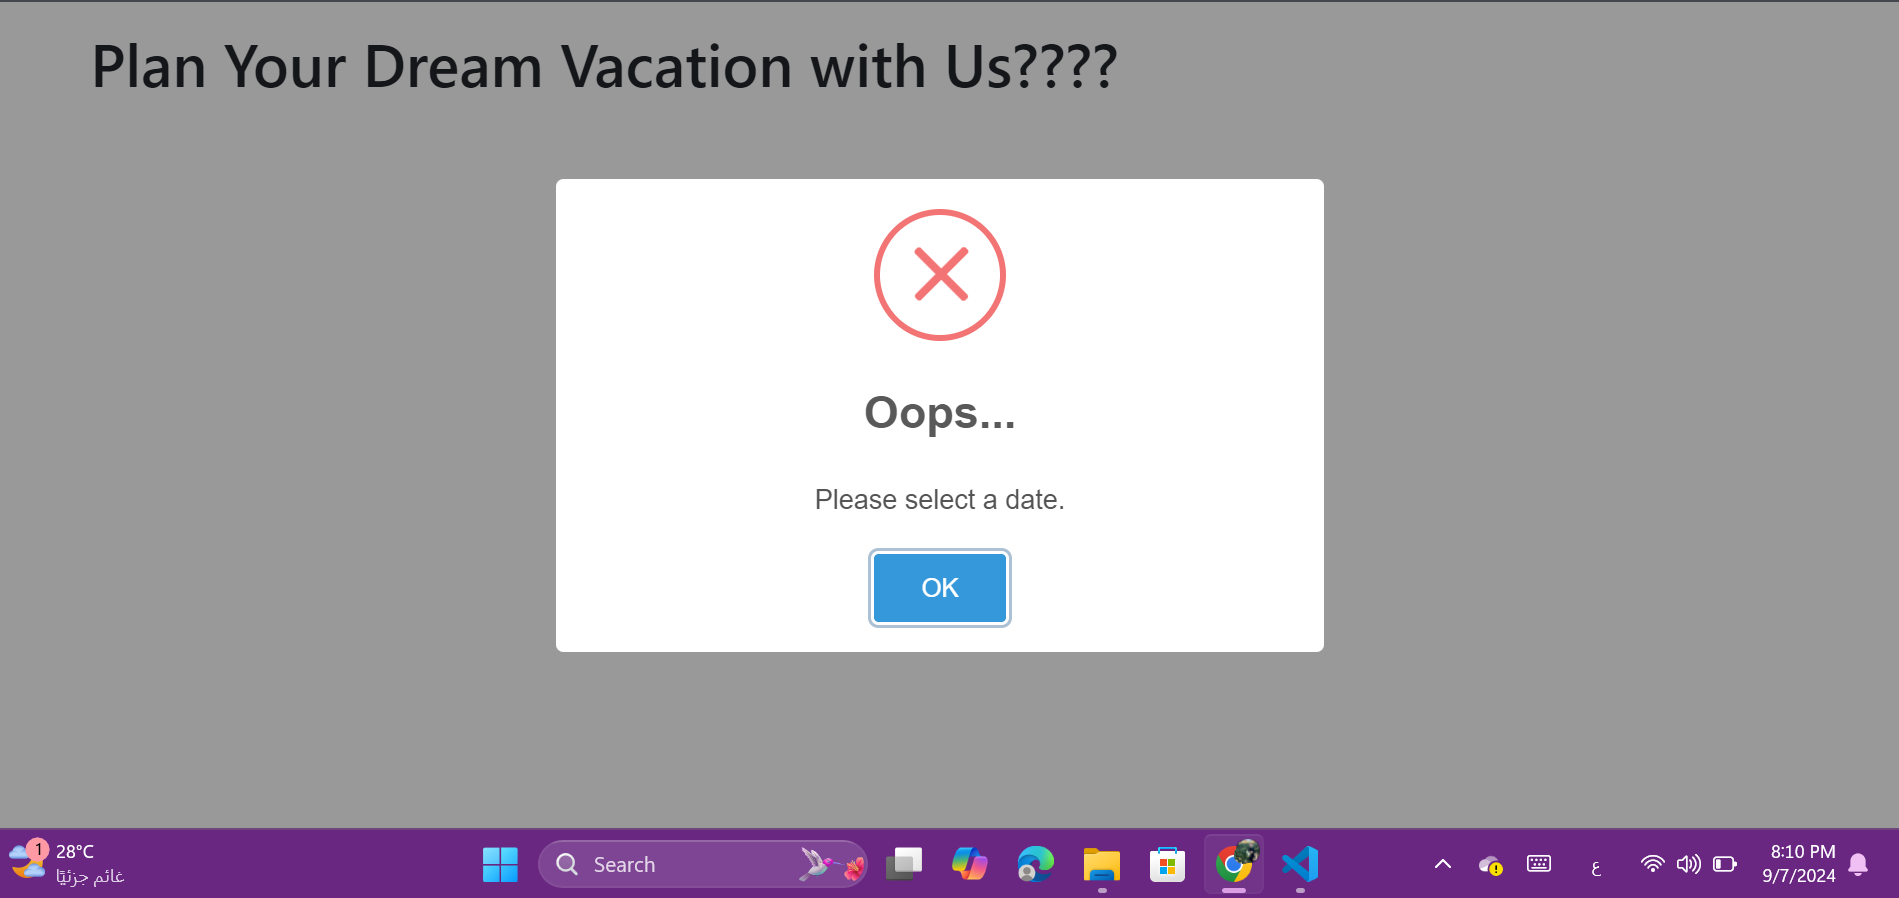 Plan Your Dream Vacation with Us????
Oops...
Please select a date.
OK
1
28°C
غائم جزئيًا
Search
ع
8:10 PM
9/7/2024